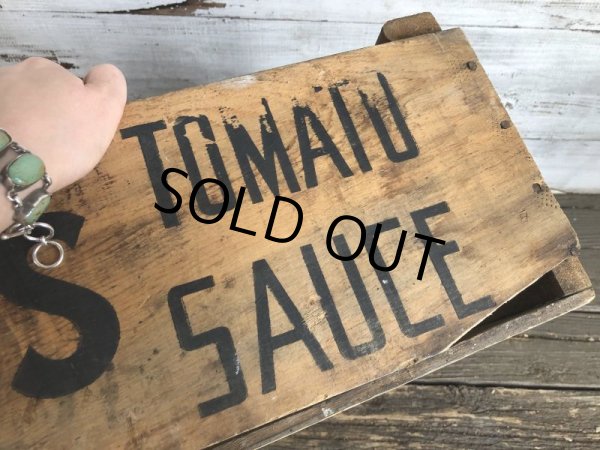 TOMATO
SOLD OUT
S SAUCE